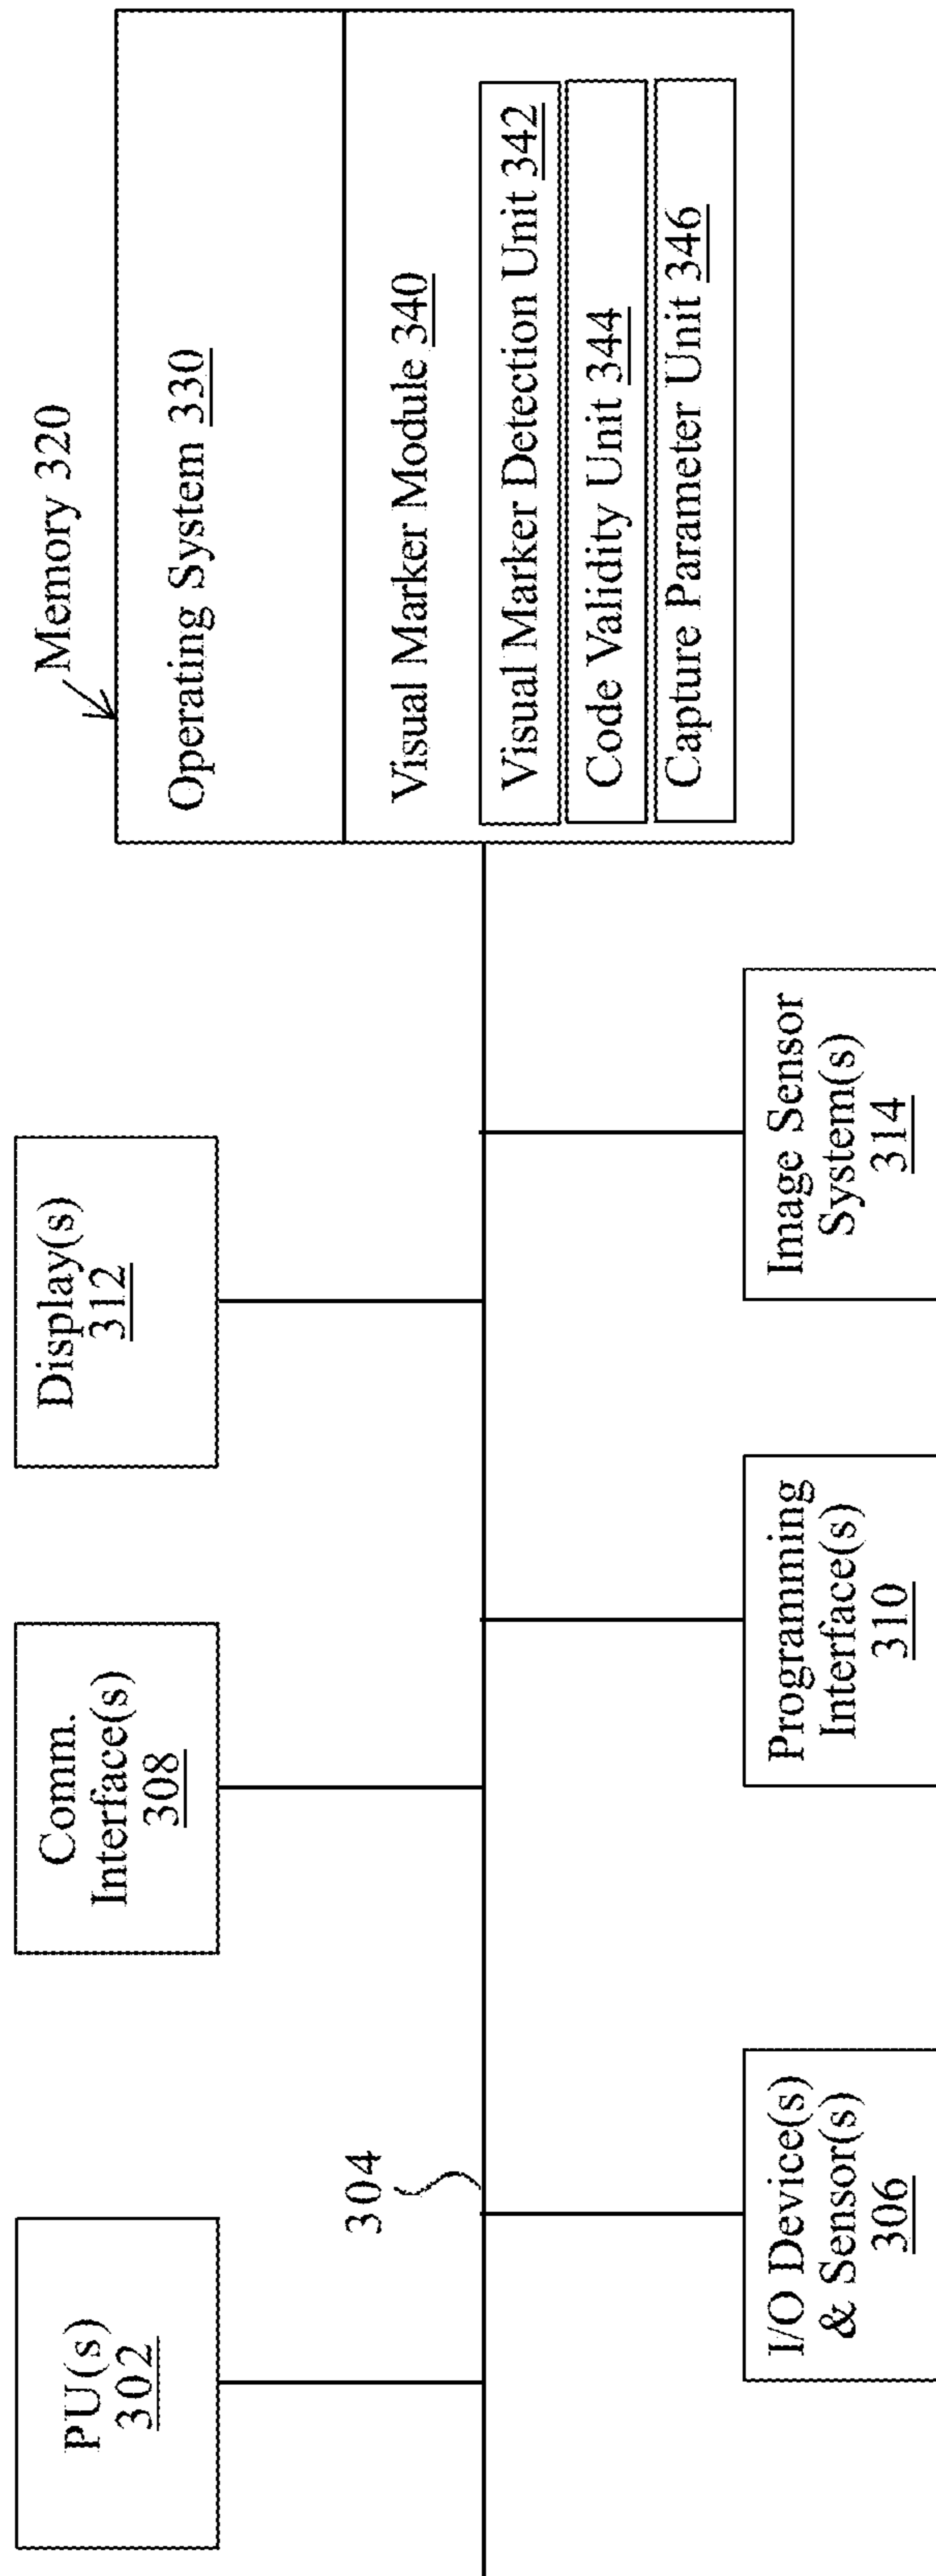 PU(s)
302
Comm.
Interface(s)
308
Display(s)
312
304
I/O Device(s)
& Sensor(s)
306
Programming
Interface(s)
310
Image Sensor
System(s)
314
Memory 320
Operating System 330
Visual Marker Module 340
Visual Marker Detection Unit 342
Code Validity Unit 344
Capture Parameter Unit 346